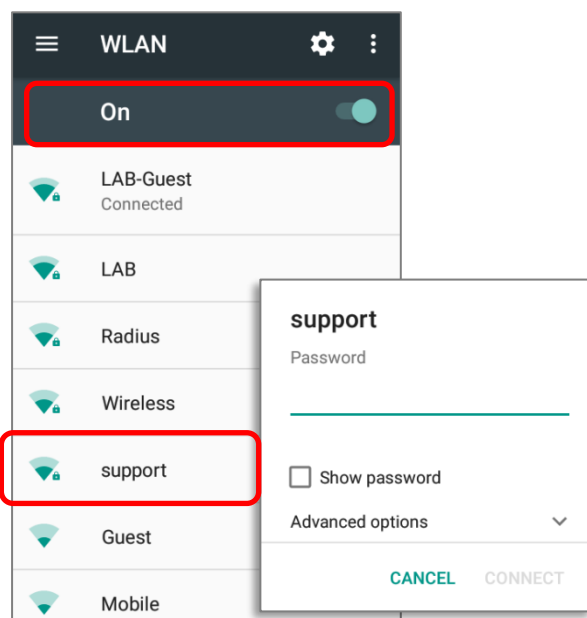 WLAN
On
LAB-Guest
Connected
LAB
Radius
Wireless
support
Guest
Mobile
support
Password
Show password
Advanced options
CANCEL CONNECT